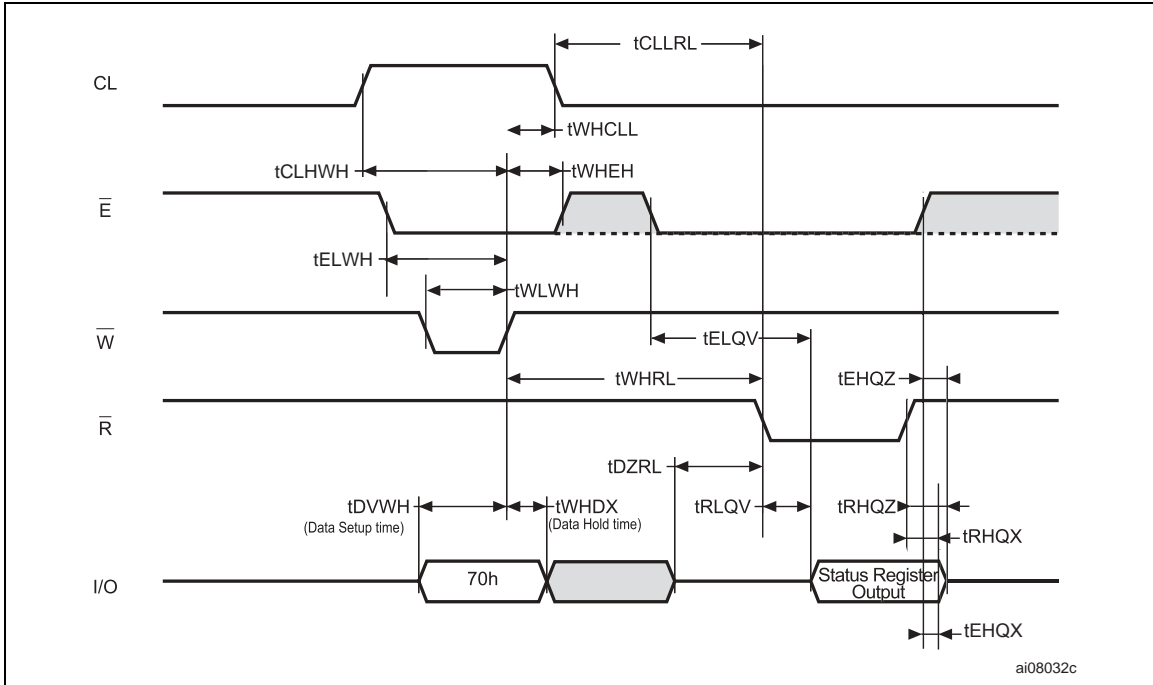 tCLLRL
CL
tWHCLL
tCLHWH
tWHEH
E
tELWH
tWLWH
W
tELQV
tWHRL
tEHQZ
R
tDZRL
tDVWH
(Data Setup time)
tWHDX
(Data Hold time)
tRLQV
tRHQZ
tRHQX
I/O
70h
Status Register
Output
tEHQX
ai08032c